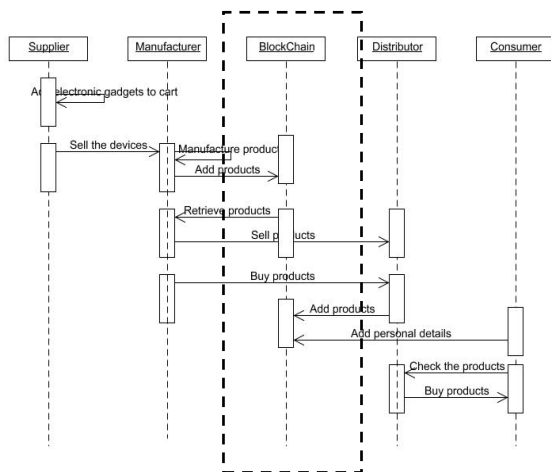 Supplier
Manufacturer
BlockChain
Distributor
Consumer
electronic gadgets to cart
Sell the devices
Manufacture product
Add products
Retrieve products
Sell products
Buy products
Add products
Add personal details
Check the products
Buy products